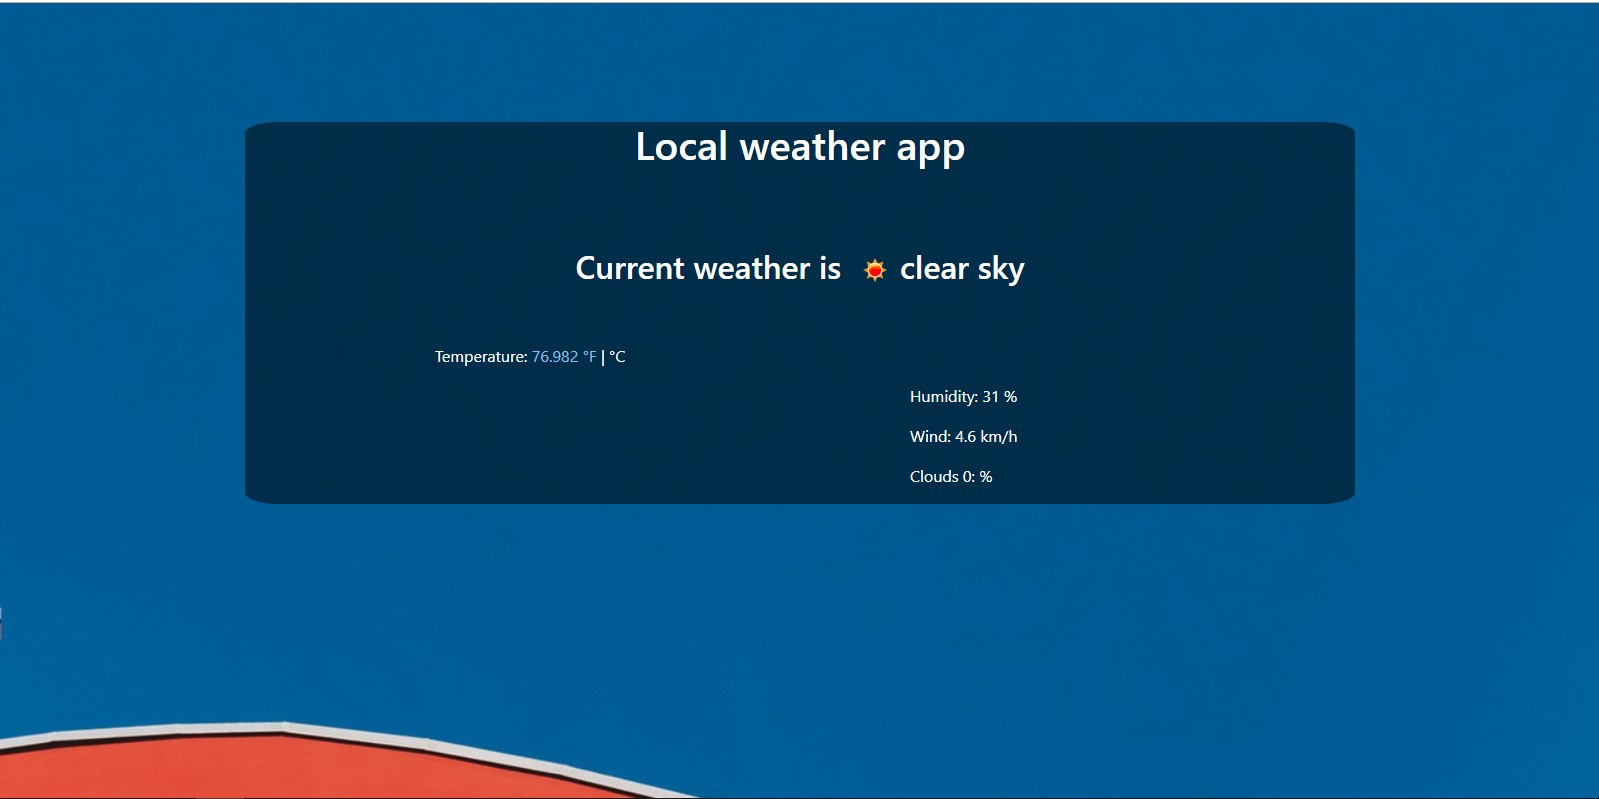 Local weather app
Current weather is clear sky
Temperature: 76.982 °F | °C
Humidity: 31 %
Wind: 4.6 km/h
Clouds 0: %